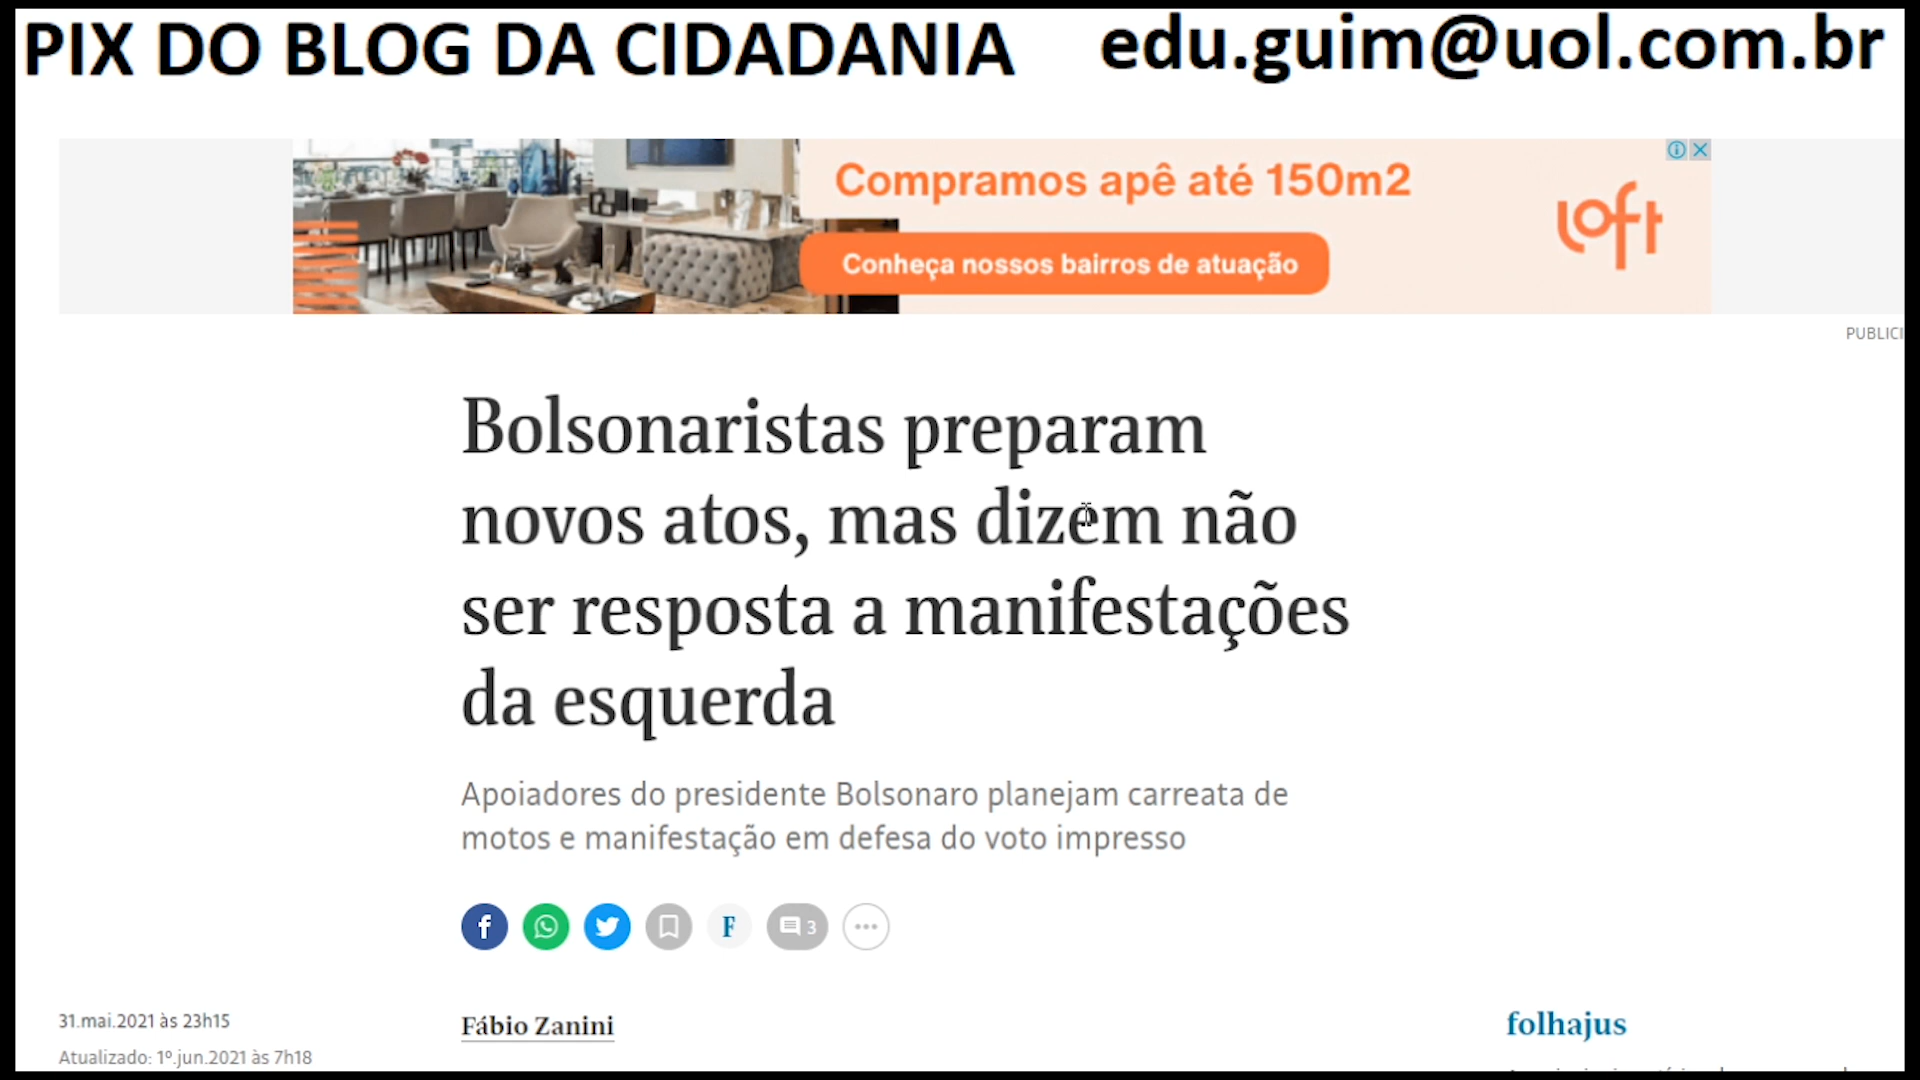 PIX DO BLOG DA CIDADANIA edu.guim@uol.com.br
Compramos apê até 150m2
Conheça nossos bairros de atuação
loft
PUBLICI
Bolsonaristas preparam
novos atos, mas dizem não
ser resposta a manifestações
da esquerda
Apoiadores do presidente Bolsonaro planejam carreata de
motos e manifestação em defesa do voto impresso
F 3
31.mai.2021 às 23h15
Atualizado: 1º.jun.2021 às 7h18
Fábio Zanini
folhajus